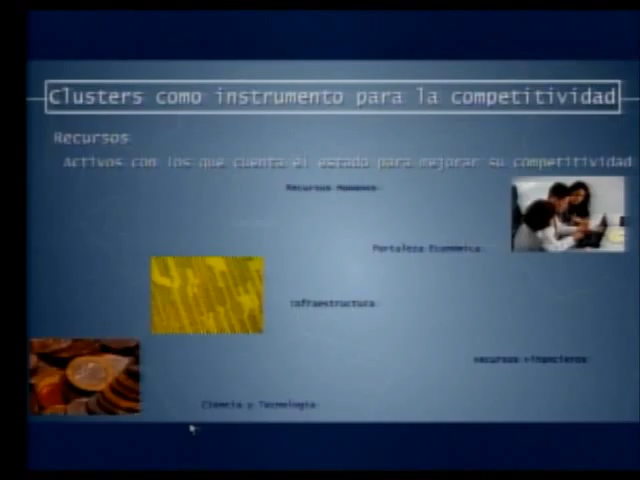 Clusters como instrumento para la competitividad
Recursos
Activos con los que cuenta el estado para mejorar su competitividad
Recursos Humanos
Fortaleza Económica
Infraestructura
Recursos Financieros
Ciencia y Tecnología